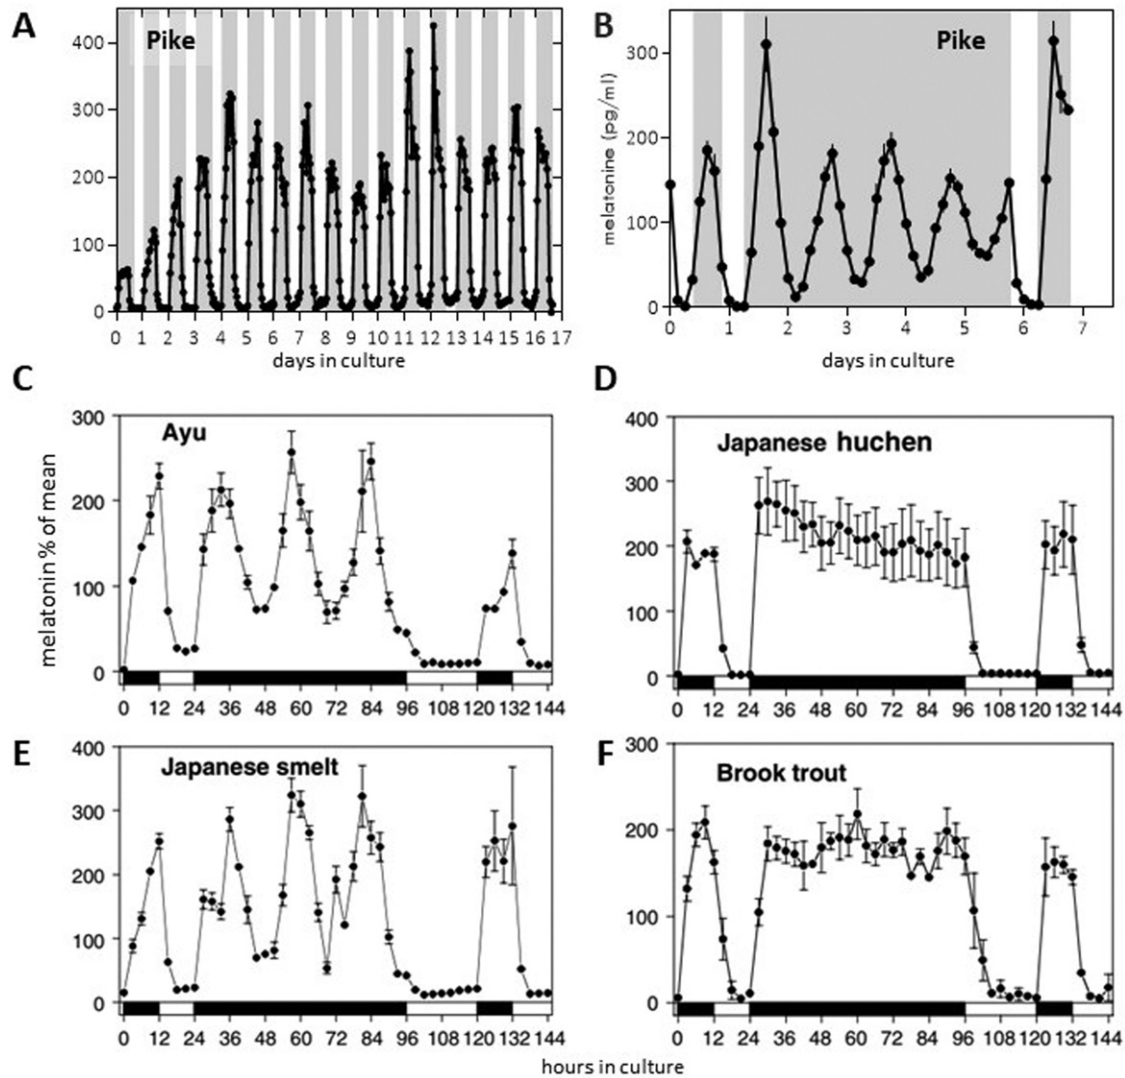 A
Pike
400
300
200
100
0
0 1 2 3 4 5 6 7 8 9 10 11 12 13 14 15 16 17
days in culture
B
Pike
melatonine (pg/ml)
300
200
100
0
0 1 2 3 4 5 6 7
days in culture
C
Ayu
melatonin % of mean
300
200
100
0
0 12 24 36 48 60 72 84 96 108 120 132 144
D
Japanese huchen
400
300
200
100
0
0 12 24 36 48 60 72 84 96 108 120 132 144
E
Japanese smelt
400
300
200
100
0
0 12 24 36 48 60 72 84 96 108 120 132 144
F
Brook trout
300
200
100
0
0 12 24 36 48 60 72 84 96 108 120 132 144
hours in culture